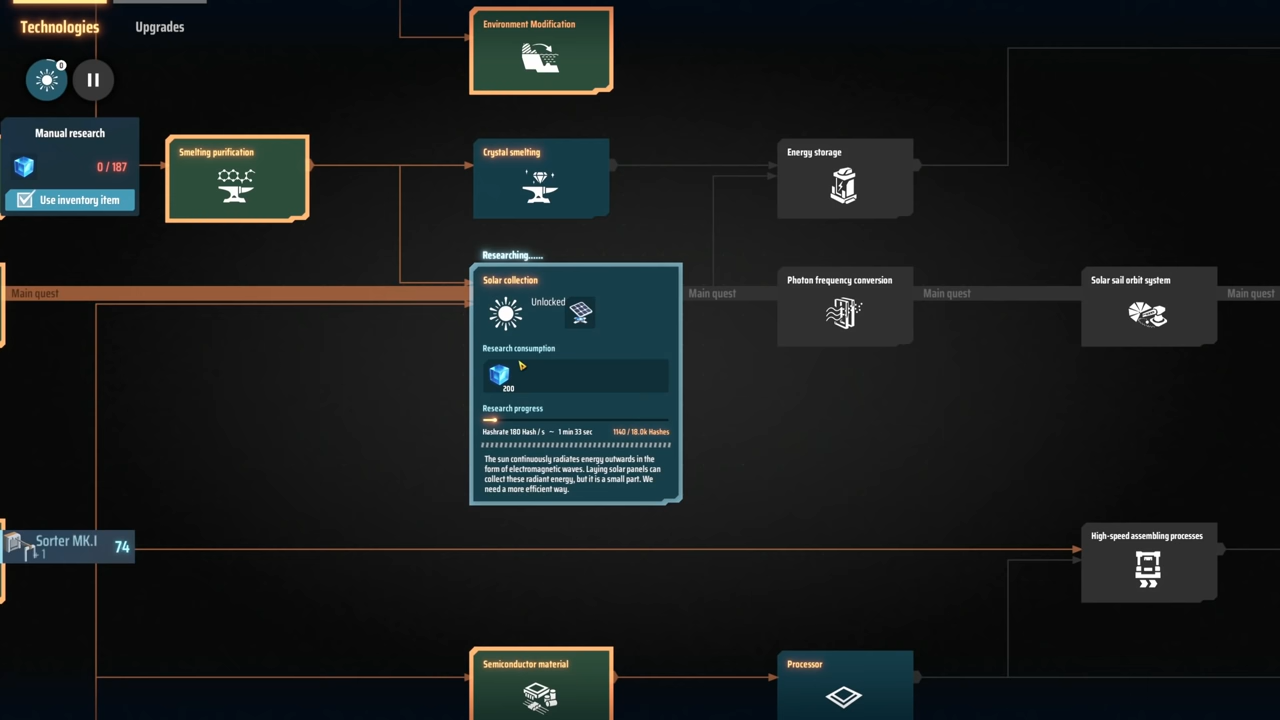 Technologies
Upgrades
0
Manual research
0 / 187
Use inventory item
Environment Modification
Smelting purification
Crystal smelting
Energy storage
Researching......
Main quest
Solar collection
Unlocked
Research consumption
200
Research progress
Hashrate 180 Hash / s ~ 1 min 33 sec 1140 / 18.0k Hashes
The sun continuously radiates energy outwards in the
form of electromagnetic waves. Laying solar panels can
collect these radiant energy, but it is a small part. We
need a more efficient way.
Main quest
Photon frequency conversion
Main quest
Solar sail orbit system
Main quest
Sorter MK.I
+1
74
High-speed assembling processes
Semiconductor material
Processor